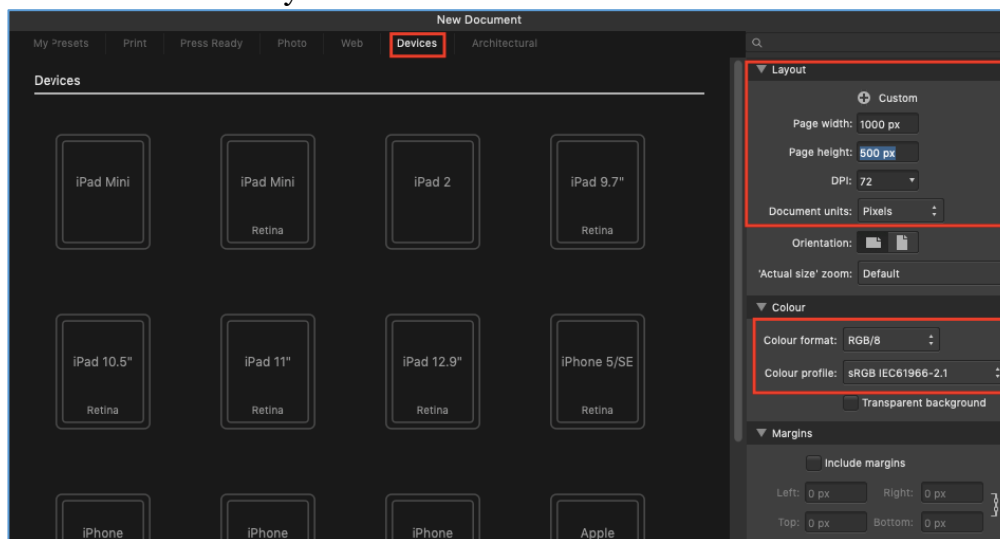 New Document
My Presets Print Press Ready Photo Web Devices Architectural
Devices
iPad Mini
iPad Mini
Retina
iPad 2
iPad 9.7"
Retina
iPad 10.5"
Retina
iPad 11"
Retina
iPad 12.9"
Retina
iPhone 5/SE
Retina
iPhone
iPhone
iPhone
Apple
Layout
Custom
Page width: 1000 px
Page height: 500 px
DPI: 72
Document units: Pixels
Orientation:
'Actual size' zoom: Default
Colour
Colour format: RGB/8
Colour profile: sRGB IEC61966-2.1
Transparent background
Margins
Include margins
Left: 0 px Right: 0 px
Top: 0 px Bottom: 0 px